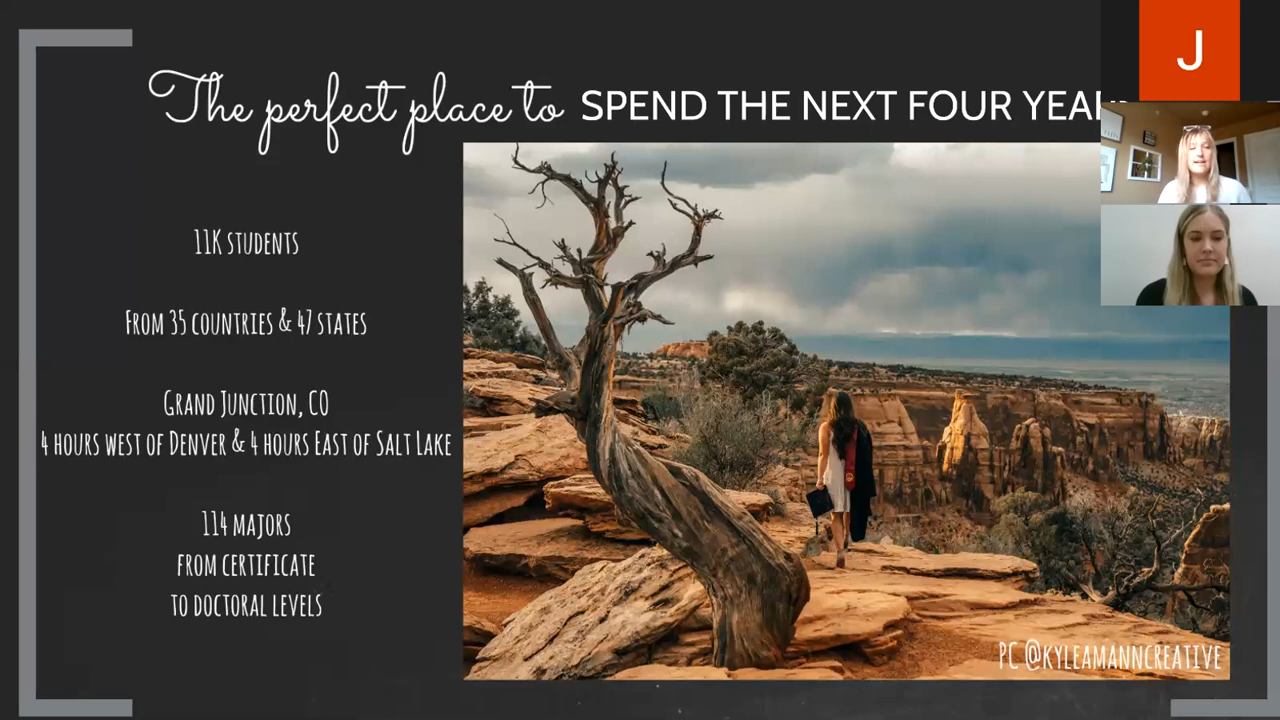 J
The perfect place to SPEND THE NEXT FOUR
11K STUDENTS
FROM 35 COUNTRIES & 47 STATES
GRAND JUNCTION, CO
4 HOURS WEST OF DENVER & 4 HOURS EAST OF SALT LAKE
114 MAJORS
FROM CERTIFICATE
TO DOCTORAL LEVELS
PC @KYLEAMANNCREATIVE